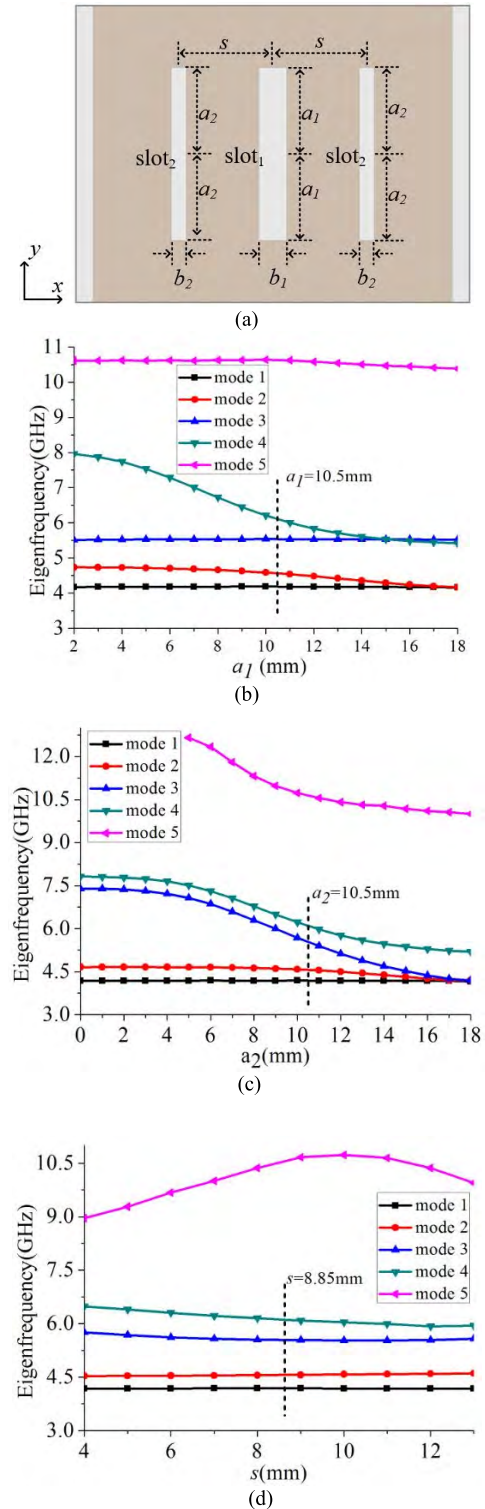 s s
a2 a1 a2
slot2 slot1 slot2
a2 a1 a2
y
x
b2 b1 b2
(a)
11
10
9
8
7
6
5
4
3
Eigenfrequency(GHz)
mode 1
mode 2
mode 3
mode 4
mode 5
a1=10.5mm
2 4 6 8 10 12 14 16 18
a1 (mm)
(b)
12.0
10.5
9.0
7.5
6.0
4.5
3.0
Eigenfrequency(GHz)
mode 1
mode 2
mode 3
mode 4
mode 5
a2=10.5mm
0 2 4 6 8 10 12 14 16 18
a2(mm)
(c)
10.5
9.0
7.5
6.0
4.5
3.0
Eigenfrequency(GHz)
mode 1
mode 2
mode 3
mode 4
mode 5
s=8.85mm
4 6 8 10 12
s(mm)
(d)